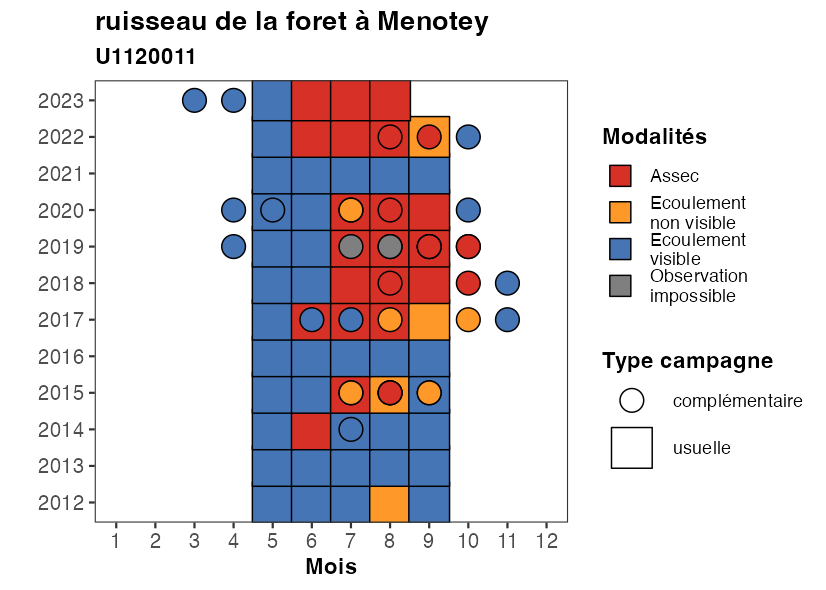 ruisseau de la foret à Menotey
U1120011
2023
2022
2021
2020
2019
2018
2017
2016
2015
2014
2013
2012
1 2 3 4 5 6 7 8 9 10 11 12
Mois
Modalités
Assec
Ecoulement
non visible
Ecoulement
visible
Observation
impossible
Type campagne
complémentaire
usuelle